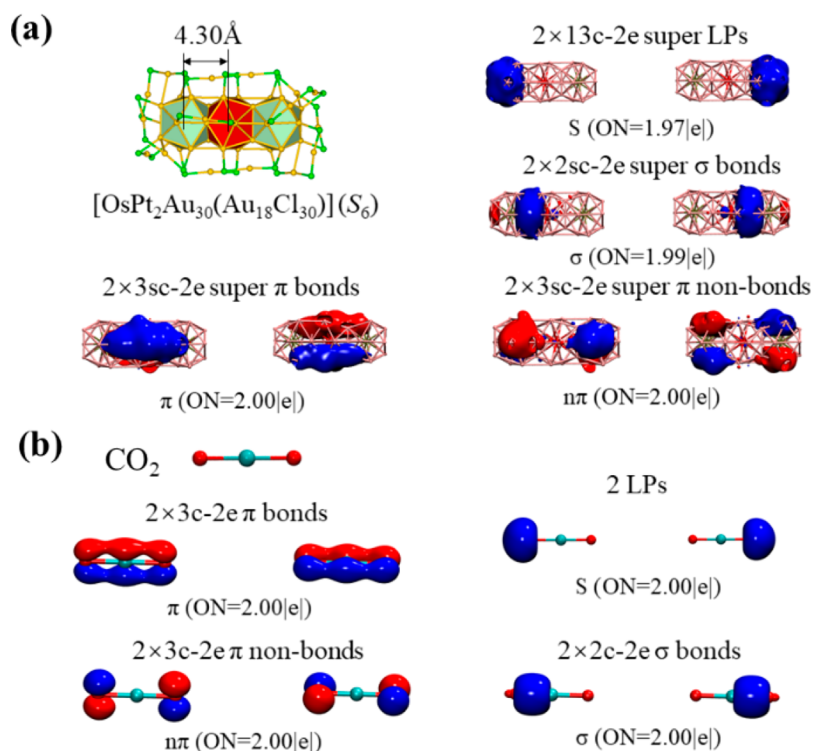 (a)
4.30Å
[OsPt2Au30(Au18Cl30)] (S6)
2×13c-2e super LPs
S (ON=1.97|e|)
2×2sc-2e super σ bonds
σ (ON=1.99|e|)
2×3sc-2e super π bonds
π (ON=2.00|e|)
2×3sc-2e super π non-bonds
nπ (ON=2.00|e|)
(b)
CO2
2×3c-2e π bonds
π (ON=2.00|e|)
2 LPs
S (ON=2.00|e|)
2×3c-2e π non-bonds
nπ (ON=2.00|e|)
2×2c-2e σ bonds
σ (ON=2.00|e|)